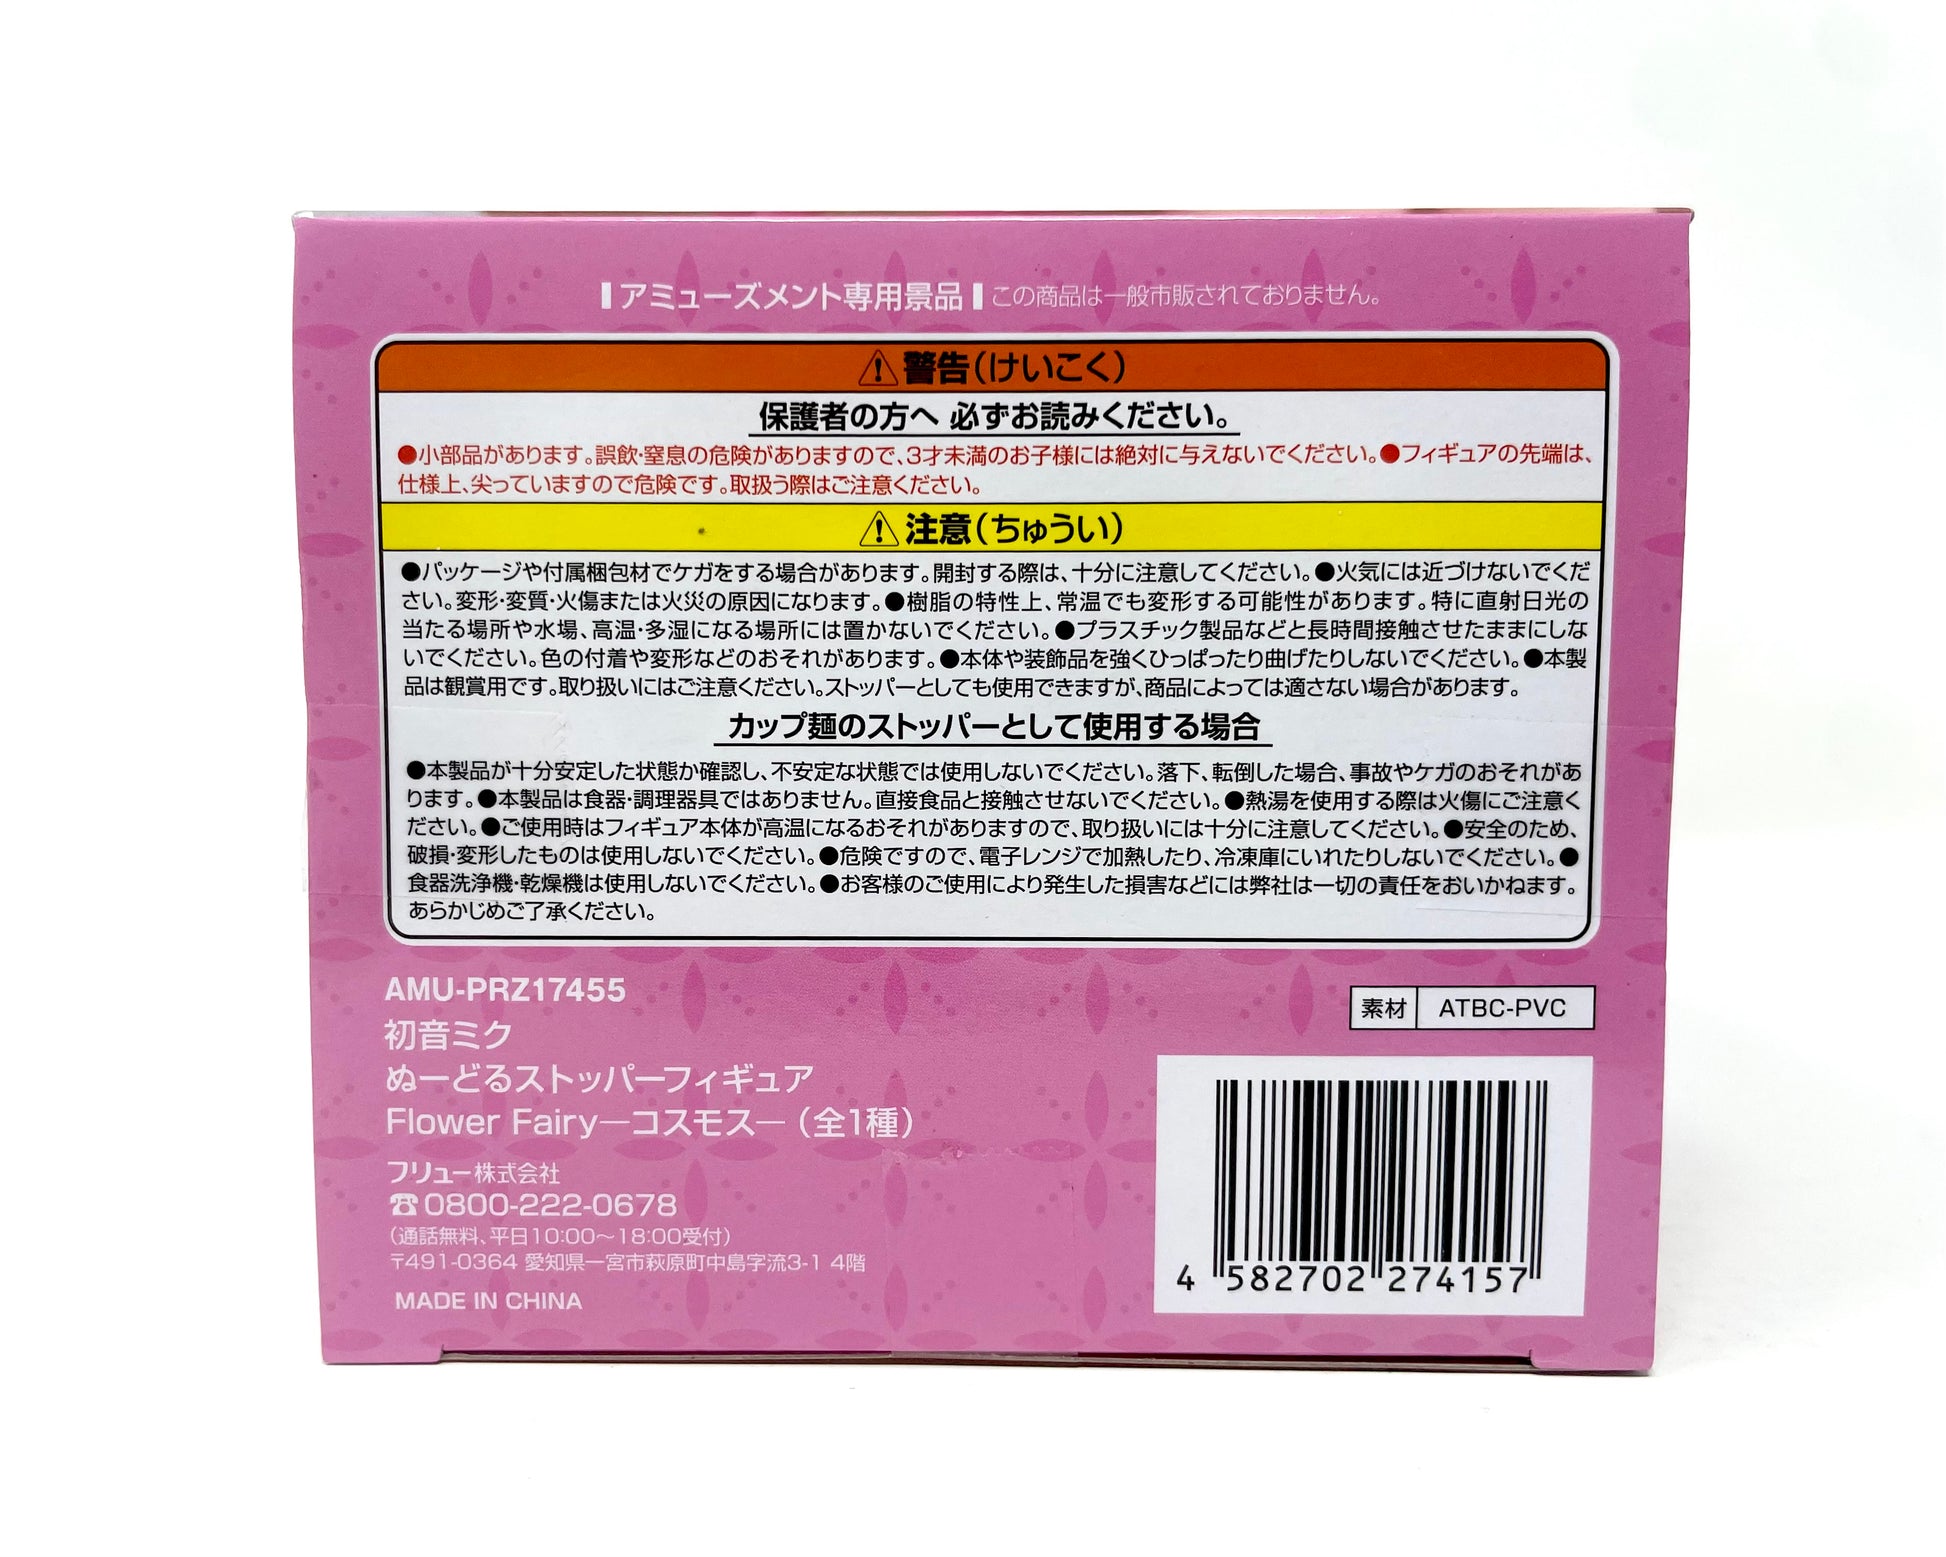 アミューズメント専用景品 この商品は一般市販されておりません。
⚠警告(けいこく)
保護者の方へ 必ずお読みください。
●小部品があります。誤飲・窒息の危険がありますので、3才未満のお子様には絶対に与えないでください。●フィギュアの先端は、
仕様上、尖っていますので危険です。取扱う際はご注意ください。
⚠注意(ちゅうい)
●パッケージや付属梱包材でケガをする場合があります。開封する際は、十分に注意してください。●火気には近づけないでくだ
さい。変形・変質・火傷または火災の原因になります。●樹脂の特性上、常温でも変形する可能性があります。特に直射日光の
当たる場所や水場、高温・多湿になる場所には置かないでください。●プラスチック製品などと長時間接触させたままにしな
いでください。色の付着や変形などのおそれがあります。●本体や装飾品を強くひっぱったり曲げたりしないでください。●本製
品は観賞用です。取り扱いにはご注意ください。ストッパーとしても使用できますが、商品によっては適さない場合があります。
カップ麺のストッパーとして使用する場合
●本製品が十分安定した状態か確認し、不安定な状態では使用しないでください。落下、転倒した場合、事故やケガのおそれがあ
ります。●本製品は食器・調理器具ではありません。直接食品と接触させないでください。●熱湯を使用する際は火傷にご注意く
ださい。●ご使用時はフィギュア本体が高温になるおそれがありますので、取り扱いには十分に注意してください。●安全のため、
破損・変形したものは使用しないでください。●危険ですので、電子レンジで加熱したり、冷凍庫にいれたりしないでください。●
食器洗浄機・乾燥機は使用しないでください。●お客様のご使用により発生した損害などには弊社は一切の責任をおいかねます。
あらかじめご了承ください。
AMU-PRZ17455
初音ミク
ぬーどるストッパーフィギュア
Flower Fairy―コスモス―(全1種)
フリュー株式会社
☎0800-222-0678
(通話無料、平日10:00～18:00受付)
〒491-0364 愛知県一宮市萩原町中島字流3-1 4階
MADE IN CHINA
素材 ATBC-PVC
4 582702 274157